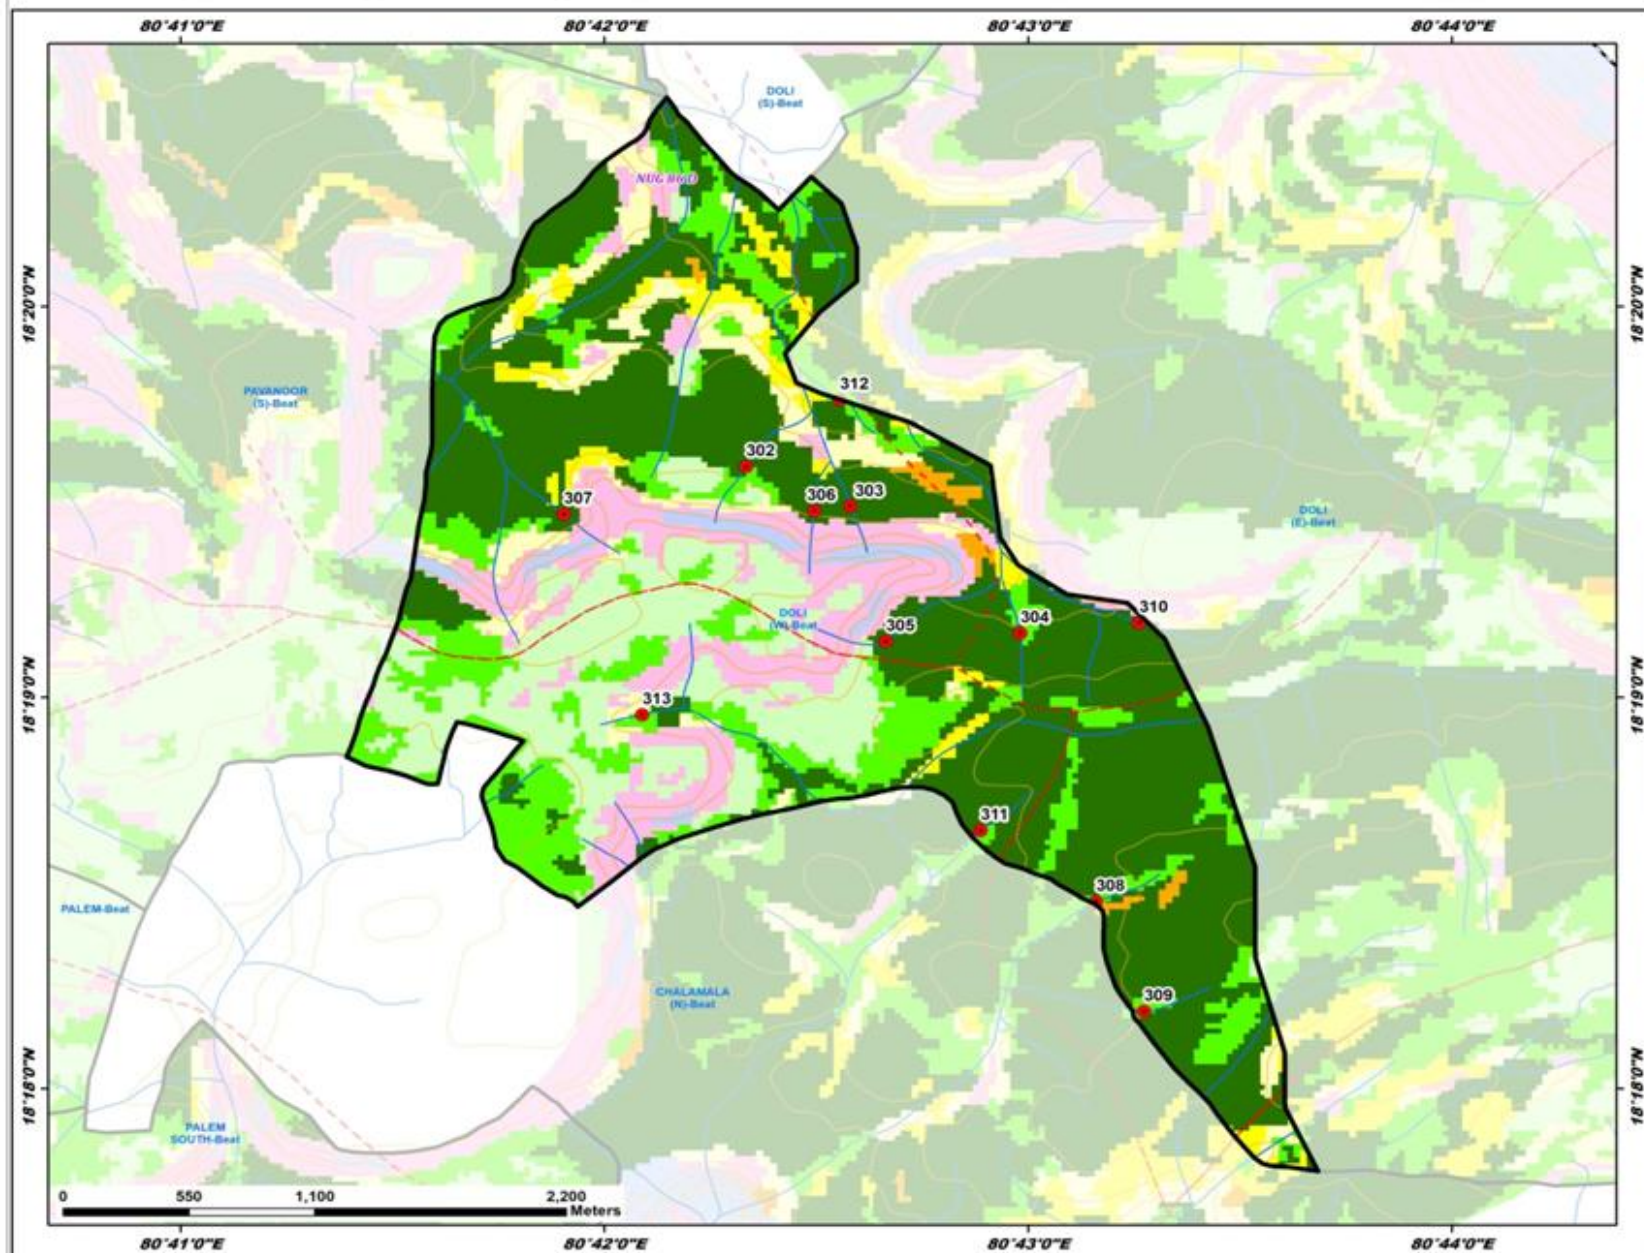 80°41'0"E
80°42'0"E
80°43'0"E
80°44'0"E
DOLI
(S)-Beat
18°20'0"N
18°20'0"N
PAVANOOR
(S)-Beat
312
302
307
306
303
DOLI
(E)-Beat
DOLI
(W)-Beat
305
304
310
18°19'0"N
18°19'0"N
313
311
308
PALEM-Beat
CHALAMALA
(N)-Beat
309
18°18'0"N
18°18'0"N
PALEM
SOUTH-Beat
0
550
1,100
2,200
Meters
80°41'0"E
80°42'0"E
80°43'0"E
80°44'0"E